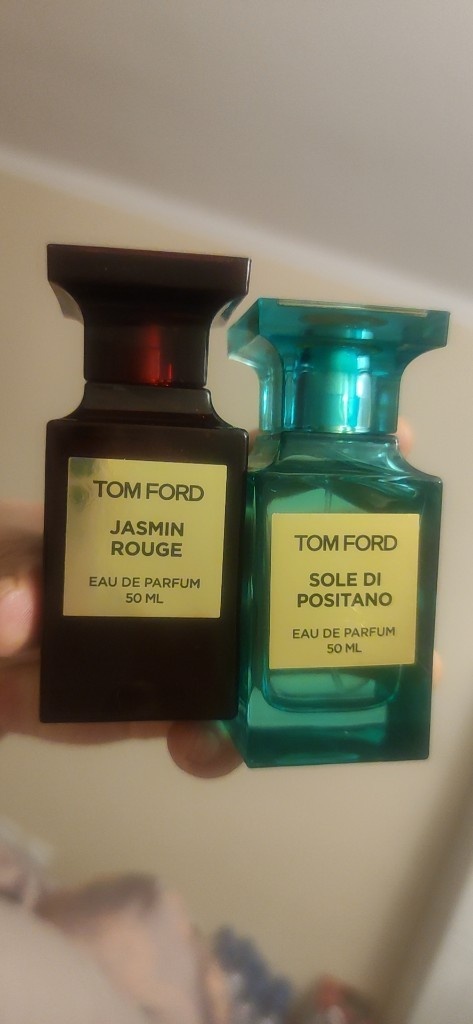 TOM FORD
JASMIN
ROUGE
EAU DE PARFUM
50 ML
TOM FORD
SOLE DI
POSITANO
EAU DE PARFUM
50 ML